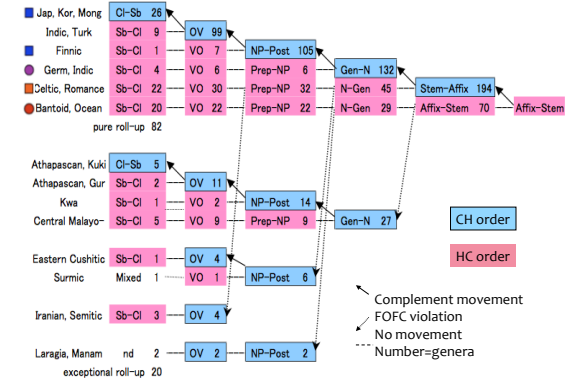 Jap, Kor, Mong Cl-Sb 26
Indic, Turk Sb-Cl 9 OV 99
Finnic Sb-Cl 1 VO 7 NP-Post 105
Germ, Indic Sb-Cl 4 VO 6 Prep-NP 6 Gen-N 132
Celtic, Romance Sb-Cl 22 VO 30 Prep-NP 32 N-Gen 45 Stem-Affix 194
Bantoid, Ocean Sb-Cl 20 VO 22 Prep-NP 22 N-Gen 29 Affix-Stem 70 Affix-Stem
pure roll-up 82
Athapascan, Kuki Cl-Sb 5
Athapascan, Gur Sb-Cl 2 OV 11
Kwa Sb-Cl 1 VO 2 NP-Post 14
Central Malayo- Sb-Cl 5 VO 9 Prep-NP 9 Gen-N 27
CH order
HC order
Eastern Cushitic Sb-Cl 1 OV 4
Surmic Mixed 1 VO 1 NP-Post 6
Iranian, Semitic Sb-Cl 3 OV 4
Laragia, Manam nd 2 OV 2 NP-Post 2
exceptional roll-up 20
Complement movement
FOFC violation
No movement
Number=genera